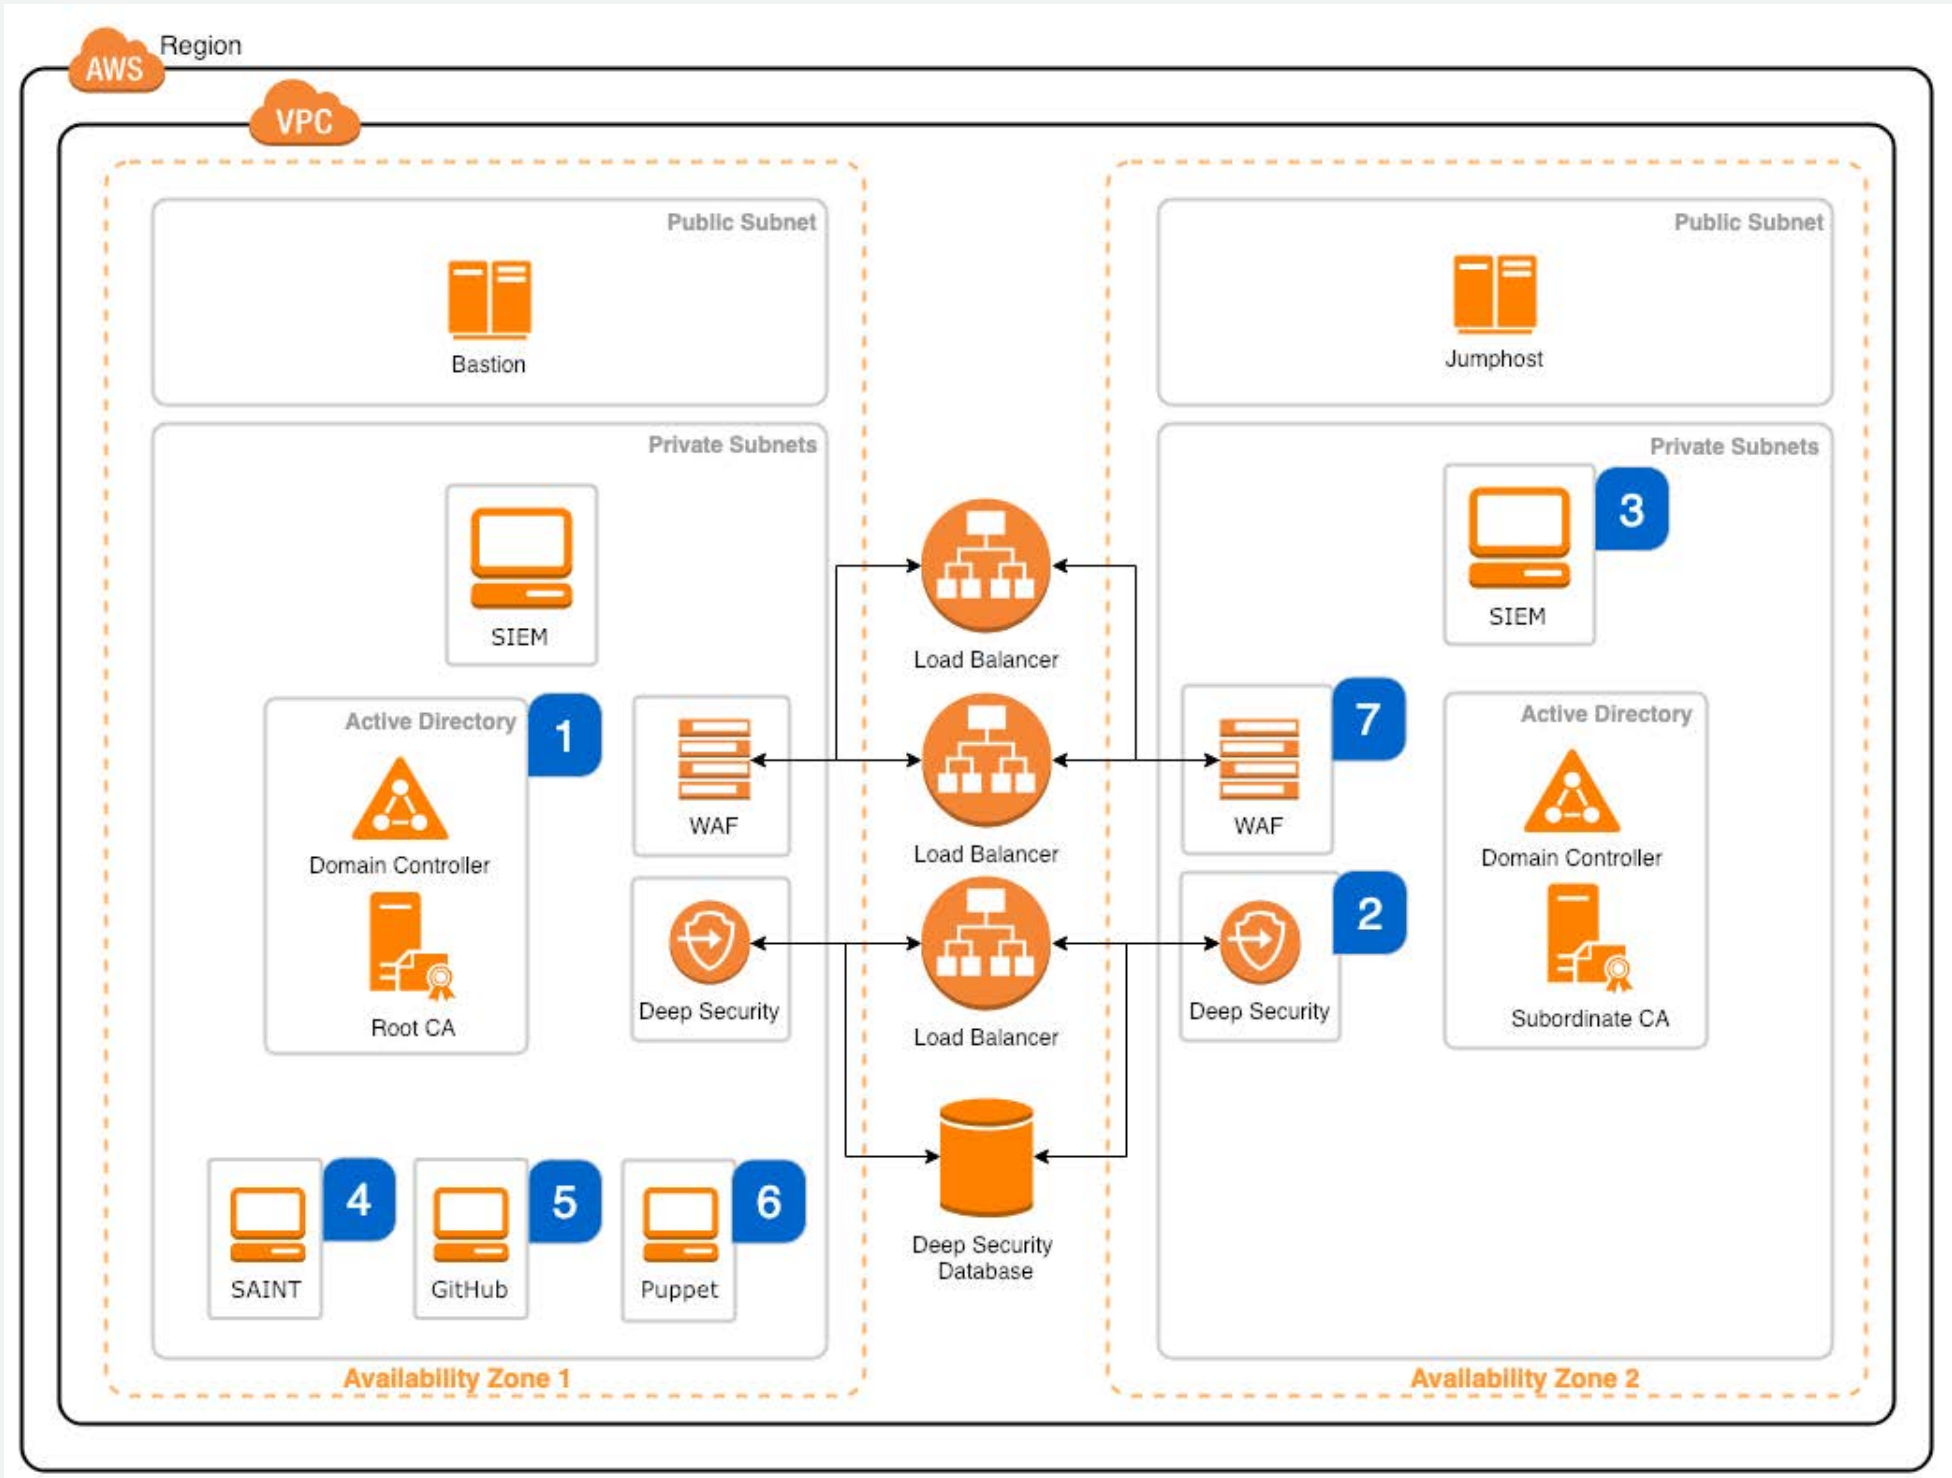 AWS
Region
VPC
Public Subnet
Bastion
Public Subnet
Jumphost
Private Subnets
SIEM
Active Directory
1
Domain Controller
Root CA
WAF
Deep Security
SAINT
4
GitHub
5
Puppet
6
Availability Zone 1
Load Balancer
Load Balancer
Load Balancer
Deep Security
Database
Private Subnets
SIEM
3
WAF
7
Deep Security
2
Active Directory
Domain Controller
Subordinate CA
Availability Zone 2